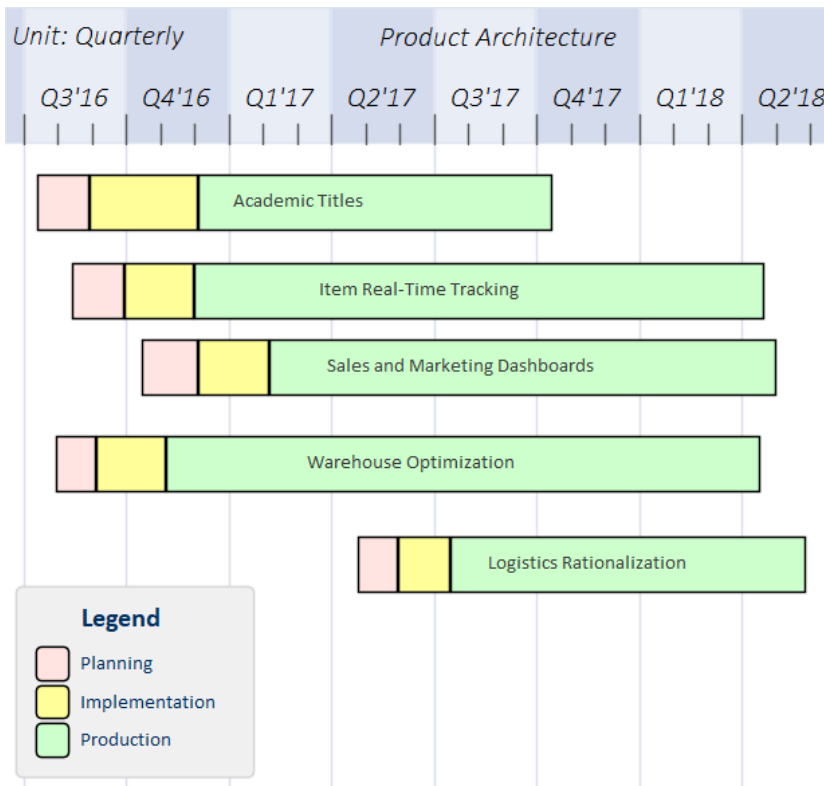 Unit: Quarterly
Product Architecture
Q3'16 Q4'16 Q1'17 Q2'17 Q3'17 Q4'17 Q1'18 Q2'18
Academic Titles
Item Real-Time Tracking
Sales and Marketing Dashboards
Warehouse Optimization
Logistics Rationalization
Legend
Planning
Implementation
Production